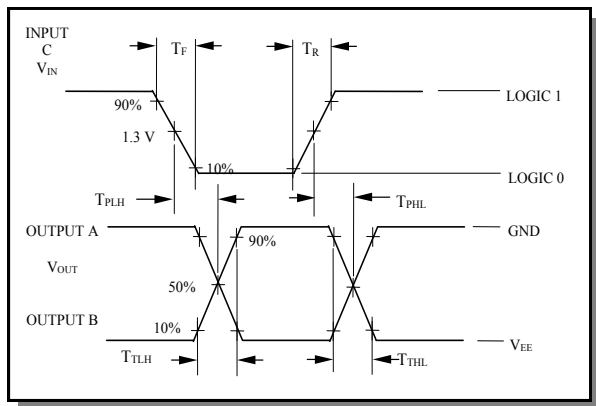 INPUT
C
VIN
TF
TR
90%
LOGIC 1
1.3 V
10%
LOGIC 0
TPLH
TPHL
OUTPUT A
GND
90%
VOUT
50%
OUTPUT B
10%
VEE
TTLH
TTHL